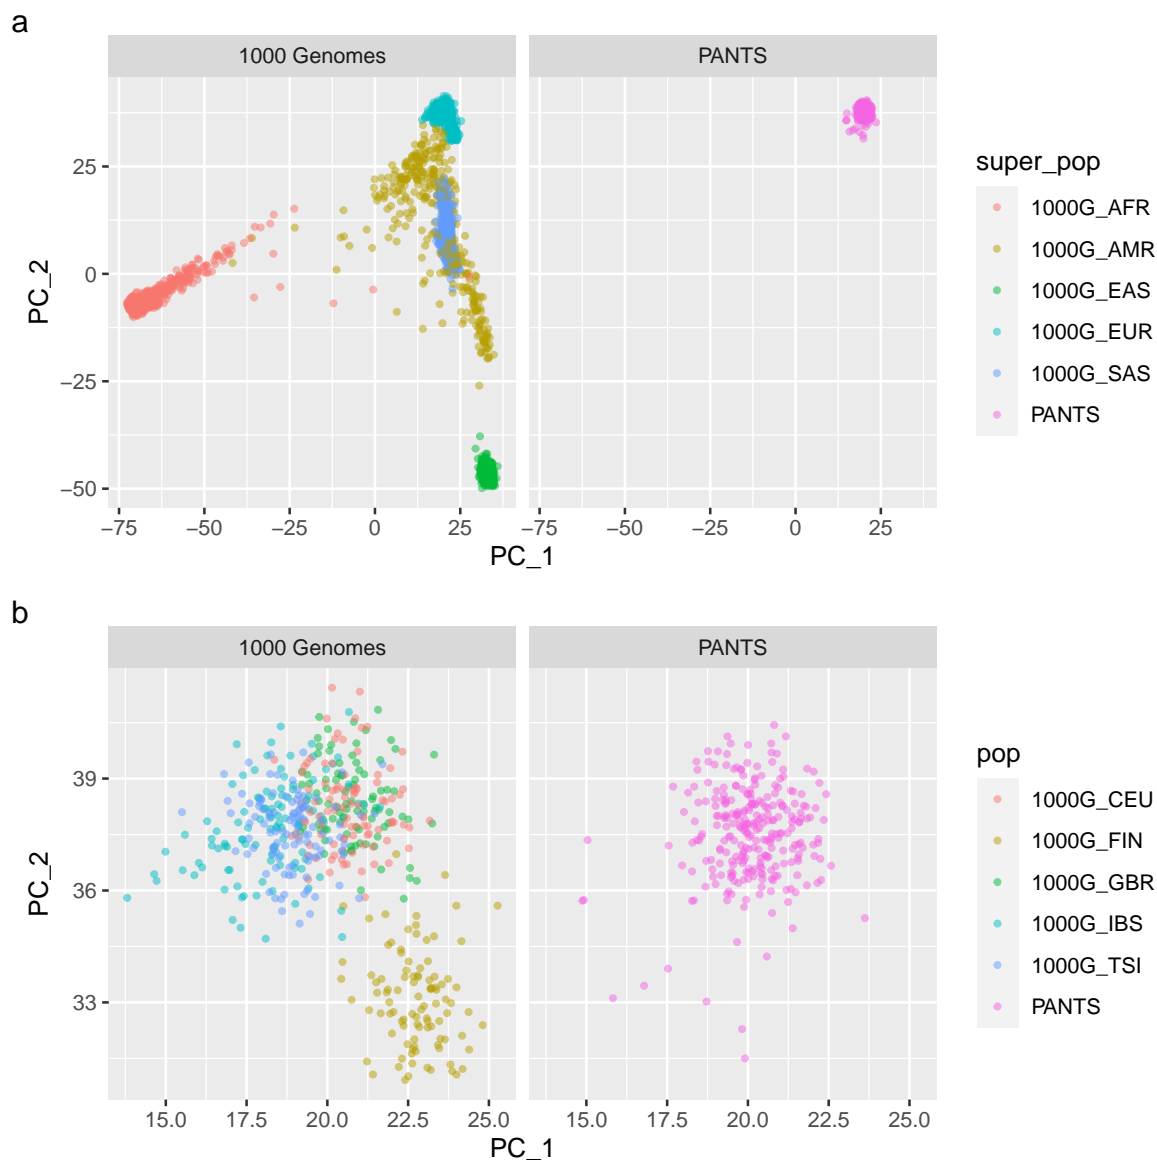 a
1000 Genomes PANTS
25
0
−25
−50
PC_2
−75 −50 −25 0 25 −75 −50 −25 0 25
PC_1
super_pop
1000G_AFR
1000G_AMR
1000G_EAS
1000G_EUR
1000G_SAS
PANTS
b
1000 Genomes PANTS
39
36
33
PC_2
15.0 17.5 20.0 22.5 25.0 15.0 17.5 20.0 22.5 25.0
PC_1
pop
1000G_CEU
1000G_FIN
1000G_GBR
1000G_IBS
1000G_TSI
PANTS